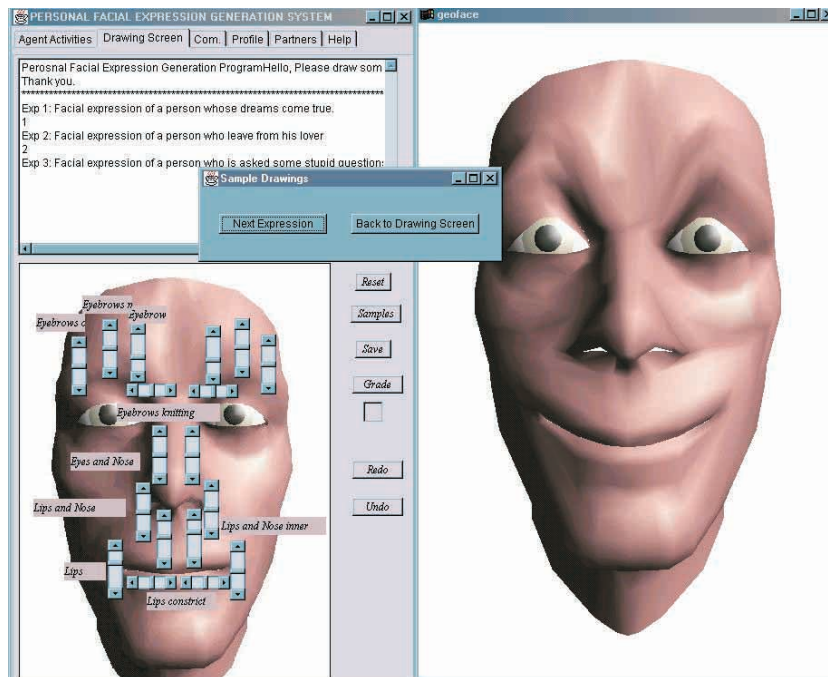 PERSONAL FACIAL EXPRESSION GENERATION SYSTEM
Agent Activities Drawing Screen Com. Profile Partners Help
Perosnal Facial Expression Generation ProgramHello, Please draw som
Thank you.
Exp 1: Facial expression of a person whose dreams come true.
1
Exp 2: Facial expression of a person who leave from his lover
2
Exp 3: Facial expression of a person who is asked some stupid question
Sample Drawings
Next Expression Back to Drawing Screen
Eyebrows
Eyebrow
Eyebrows
Eyebrows knitting
Eyes and Nose
Lips and Nose
Lips and Nose inner
Lips
Lips constrict
Reset
Samples
Save
Grade
Redo
Undo
geoface